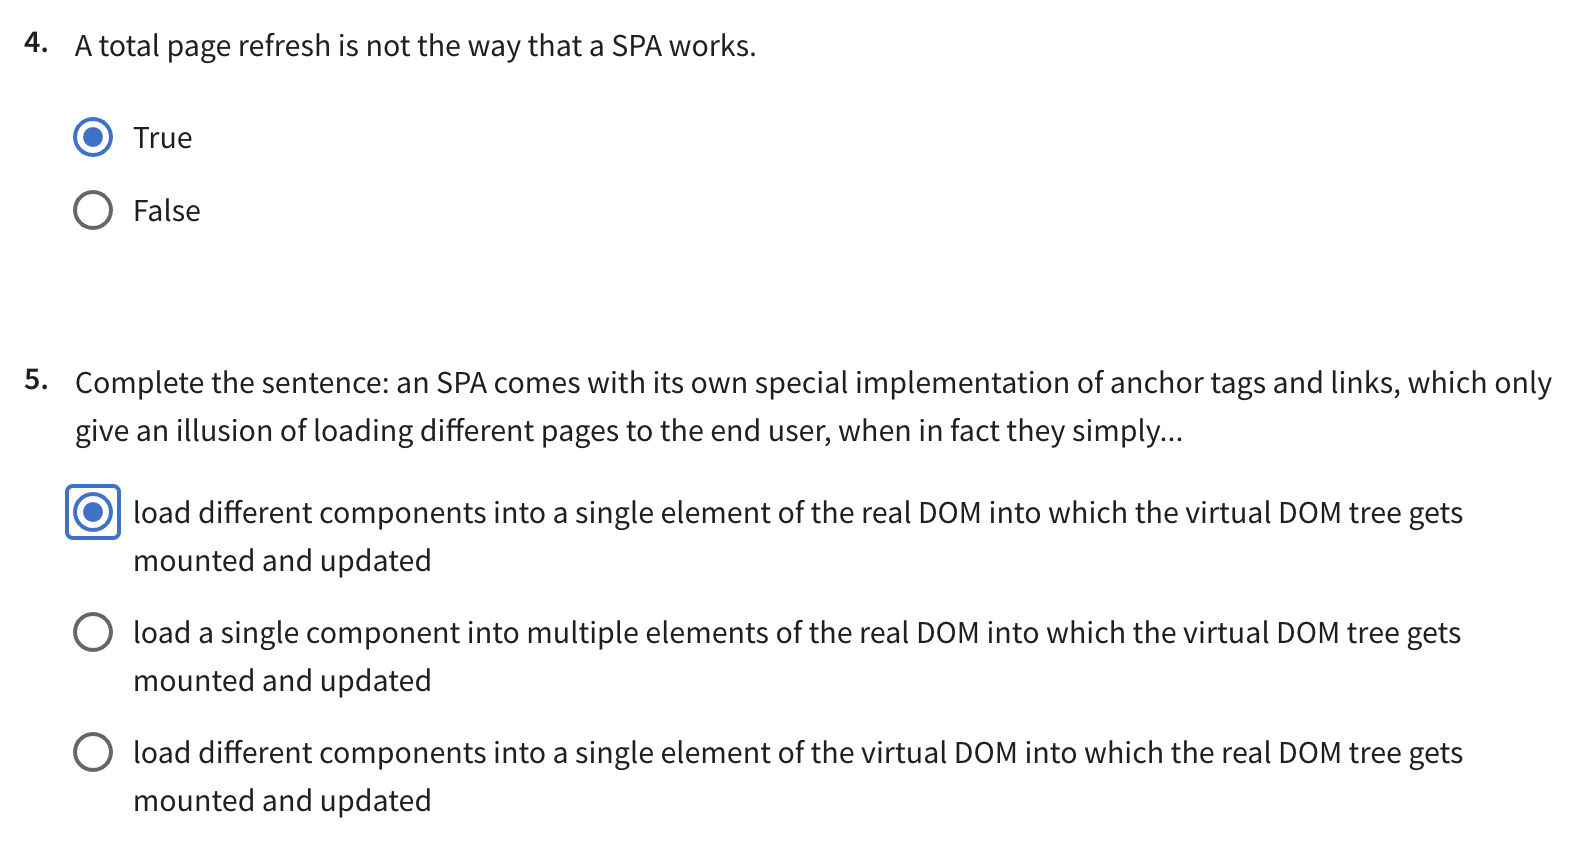 4. A total page refresh is not the way that a SPA works.
True
False
5. Complete the sentence: an SPA comes with its own special implementation of anchor tags and links, which only
give an illusion of loading different pages to the end user, when in fact they simply...
load different components into a single element of the real DOM into which the virtual DOM tree gets
mounted and updated
load a single component into multiple elements of the real DOM into which the virtual DOM tree gets
mounted and updated
load different components into a single element of the virtual DOM into which the real DOM tree gets
mounted and updated